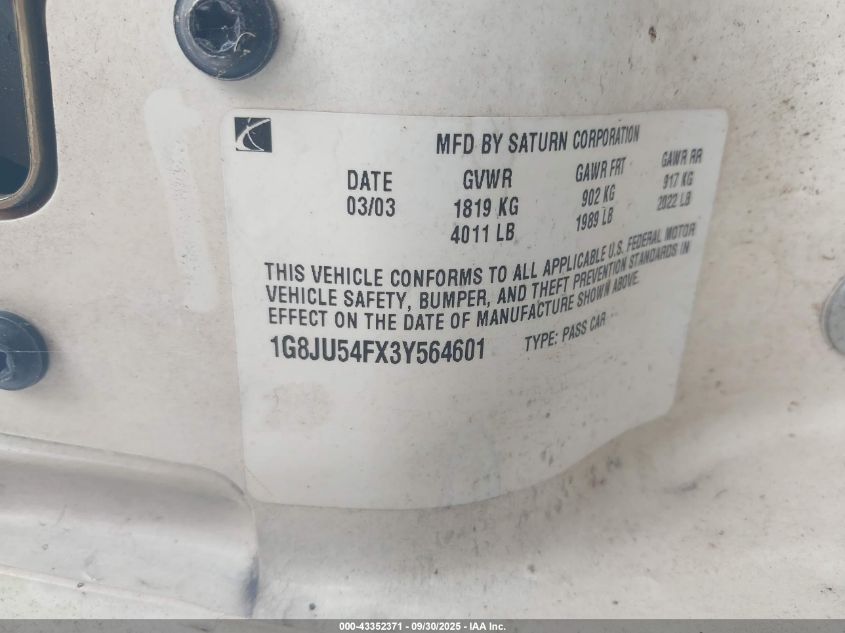 MFD BY SATURN CORPORATION
DATE GVWR GAWR FRT GAWR RR
03/03 1819 KG 902 KG 917 KG
4011 LB 1989 LB 2022 LB
THIS VEHICLE CONFORMS TO ALL APPLICABLE U.S. FEDERAL MOTOR
VEHICLE SAFETY, BUMPER, AND THEFT PREVENTION STANDARDS IN
EFFECT ON THE DATE OF MANUFACTURE SHOWN ABOVE.
1G8JU54FX3Y564601 TYPE: PASS CAR
000-43352371 - 09/30/2025 - IAA Inc.